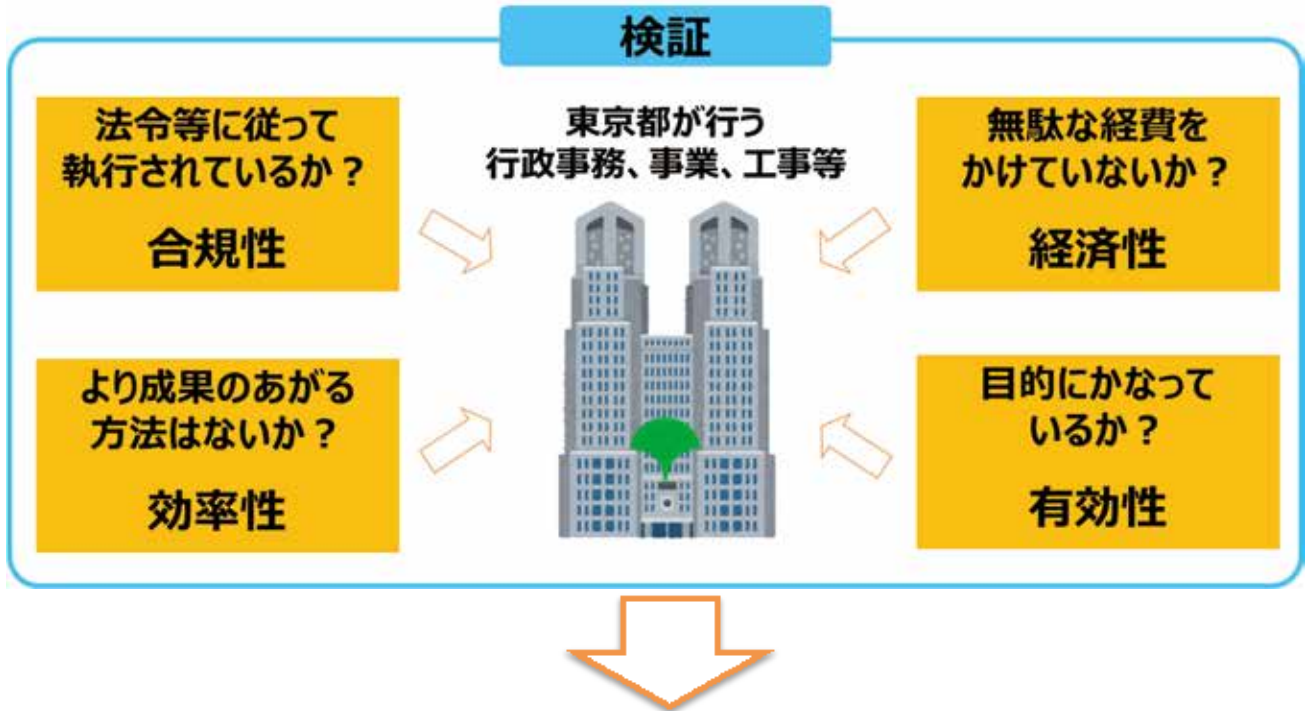 検証
法令等に従って
執行されているか？
合規性
東京都が行う
行政事務、事業、工事等
無駄な経費を
かけていないか？
経済性
より成果のあがる
方法はないか？
効率性
目的にかなって
いるか？
有効性